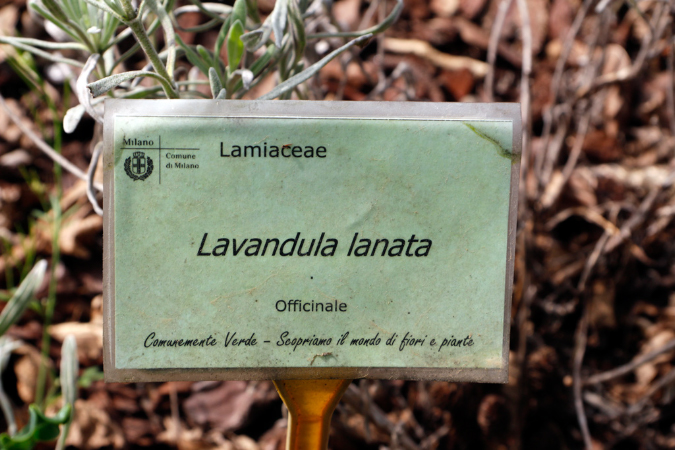 Milano
Comune
di Milano
Lamiaceae
Lavandula lanata
Officinale
Comunemente Verde – Scopriamo il mondo di fiori e piante